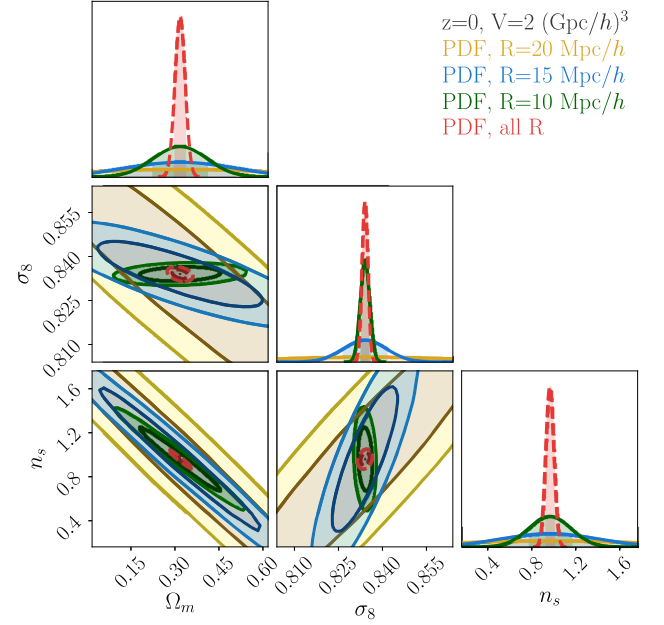 z=0, V=2 (Gpc/h)³
PDF, R=20 Mpc/h
PDF, R=15 Mpc/h
PDF, R=10 Mpc/h
PDF, all R
σ₈
0.855
0.840
0.825
0.810
n_s
1.6
1.2
0.8
0.4
0.15 0.30 0.45 0.60
Ω_m
0.810 0.825 0.840 0.855
σ₈
0.4 0.8 1.2 1.6
n_s